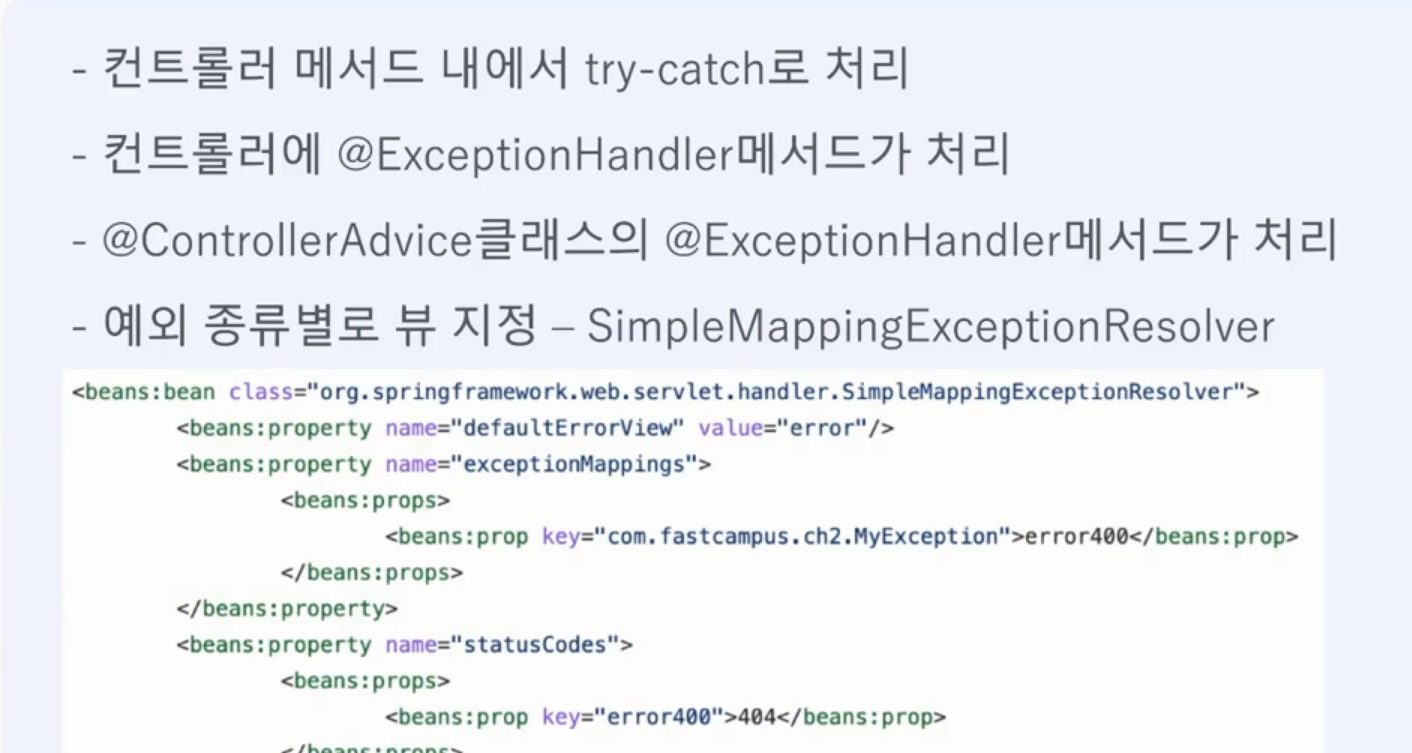 - 컨트롤러 메서드 내에서 try-catch로 처리
- 컨트롤러에 @ExceptionHandler메서드가 처리
- @ControllerAdvice클래스의 @ExceptionHandler메서드가 처리
- 예외 종류별로 뷰 지정 – SimpleMappingExceptionResolver
<beans:bean class="org.springframework.web.servlet.handler.SimpleMappingExceptionResolver">
<beans:property name="defaultErrorView" value="error"/>
<beans:property name="exceptionMappings">
<beans:props>
<beans:prop key="com.fastcampus.ch2.MyException">error400</beans:prop>
</beans:props>
</beans:property>
<beans:property name="statusCodes">
<beans:props>
<beans:prop key="error400">404</beans:prop>
</beans:props>